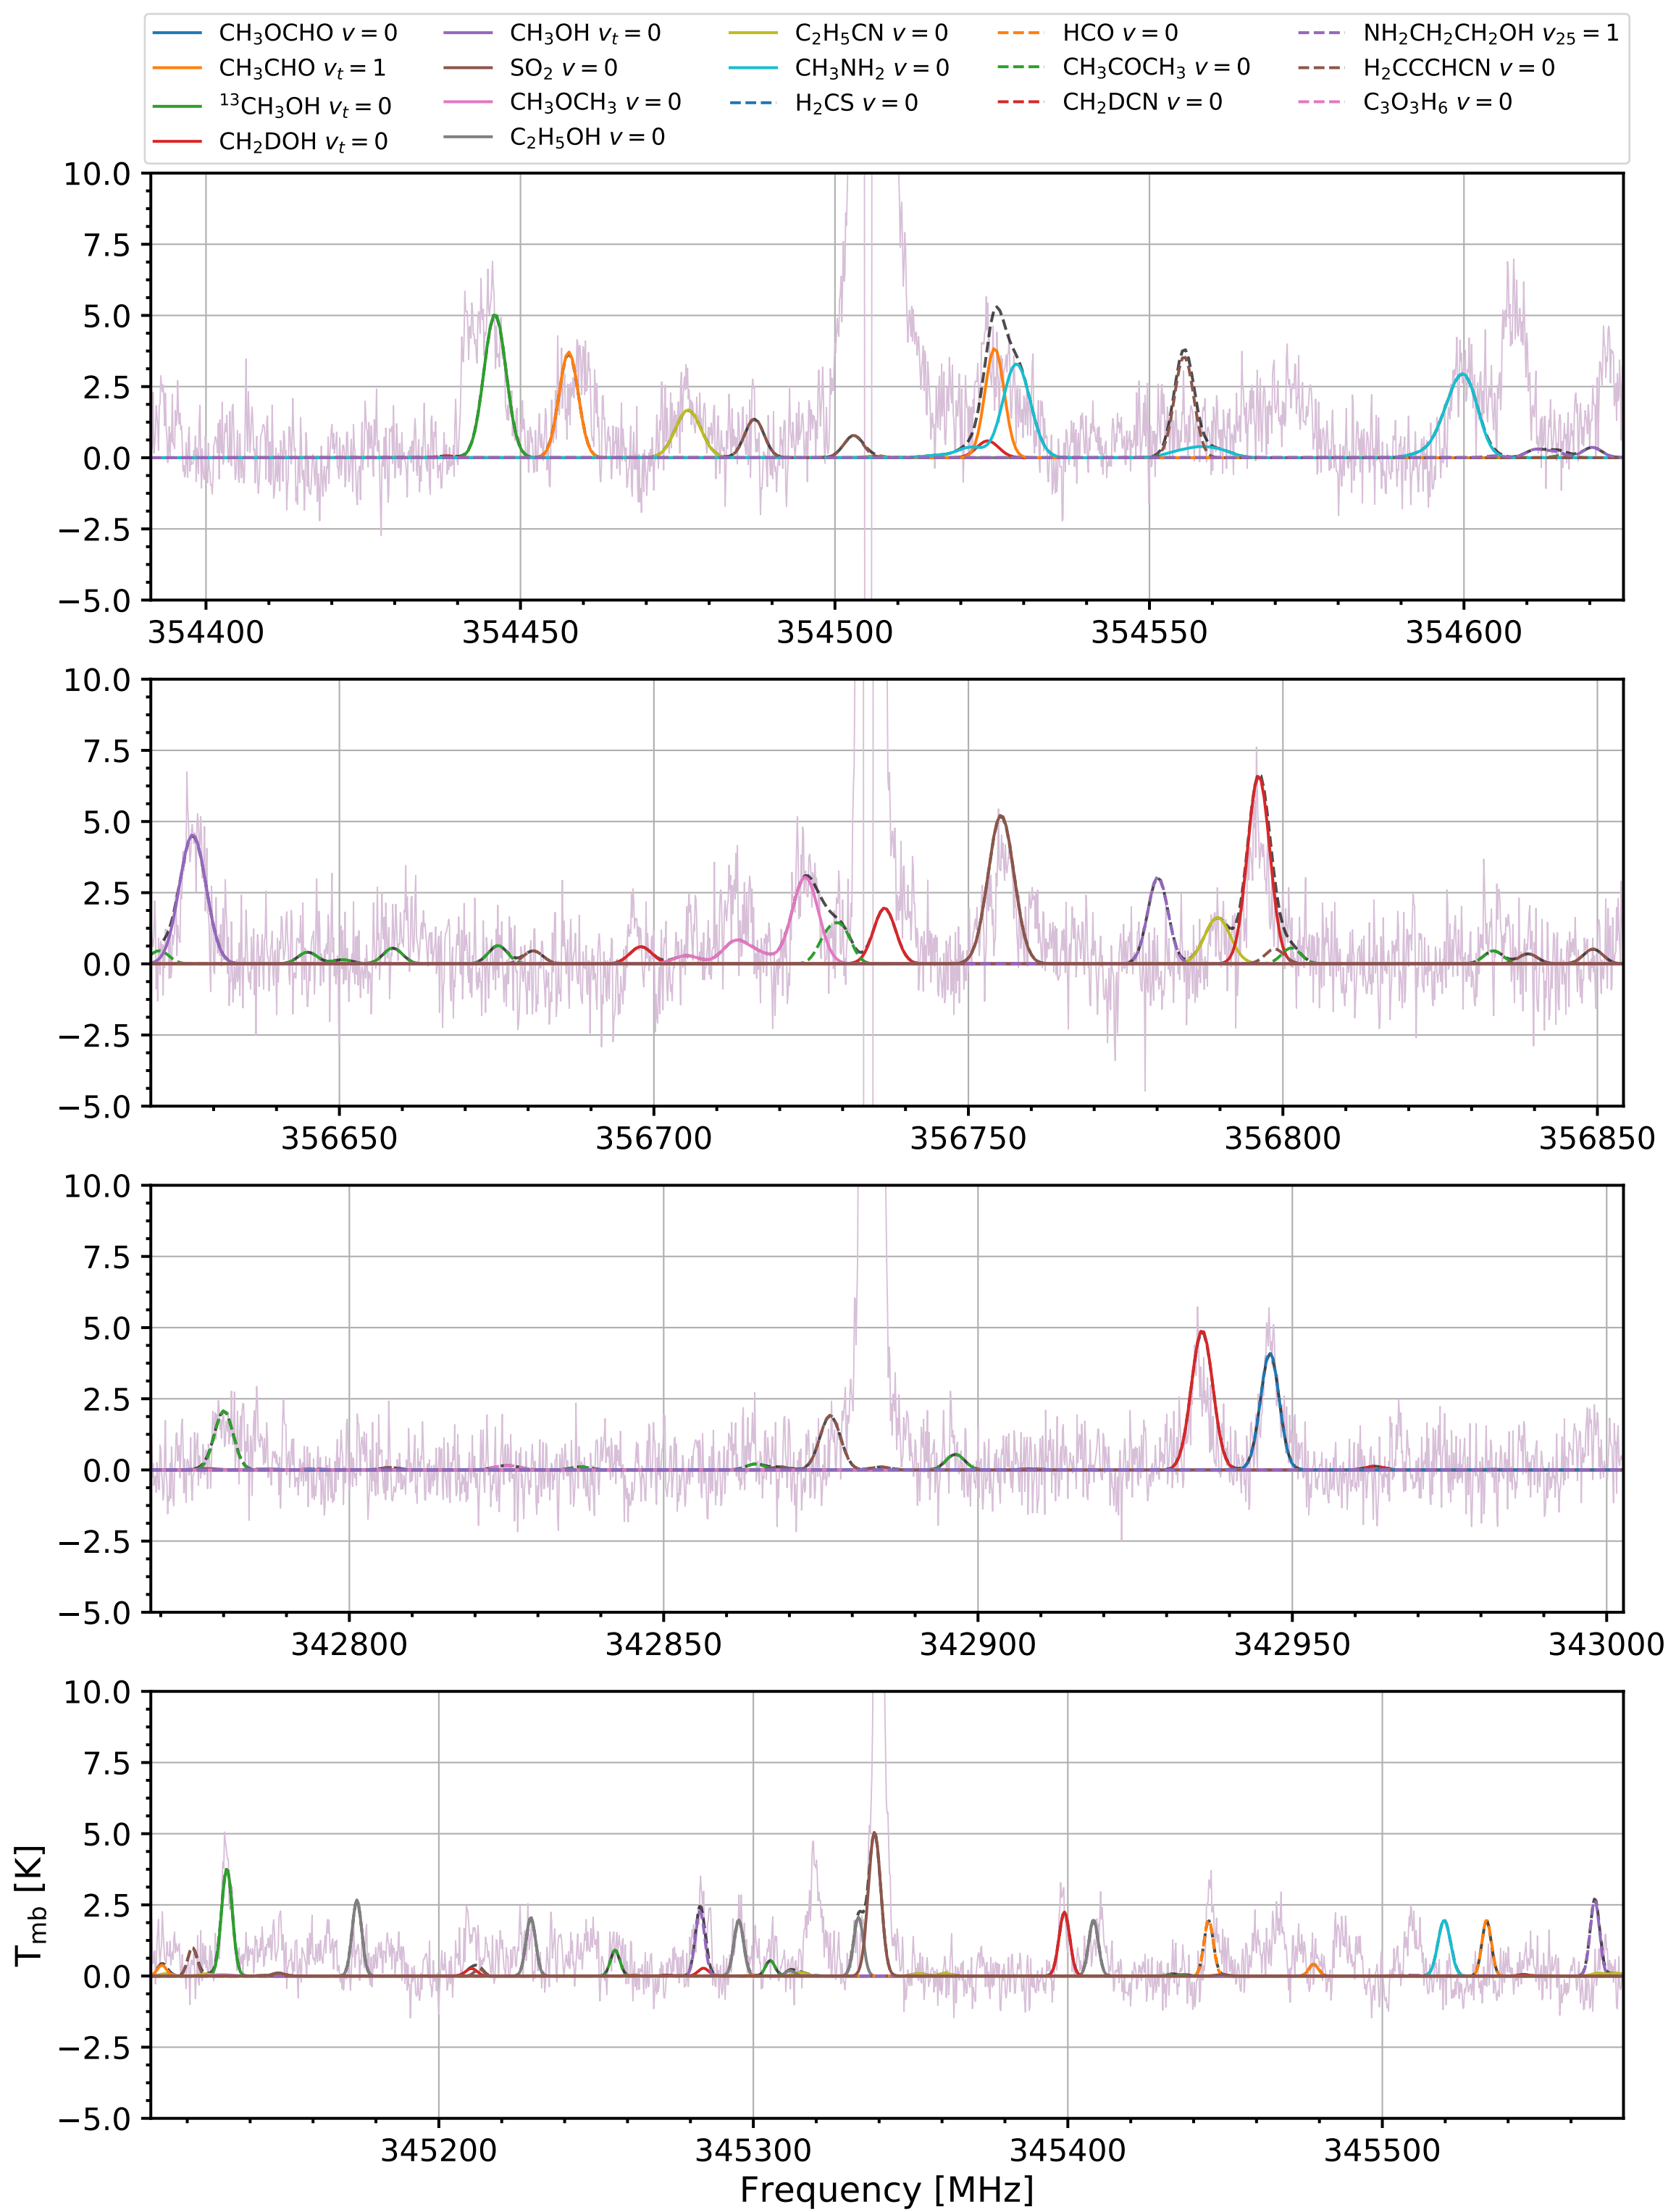 CH₃OCHO v = 0 CH₃OH vₜ = 0 C₂H₅CN v = 0 HCO v = 0 NH₂CH₂CH₂OH v₂₅ = 1
CH₃CHO vₜ = 1 SO₂ v = 0 CH₃NH₂ v = 0 CH₃COCH₃ v = 0 H₂CCCHCN v = 0
¹³CH₃OH vₜ = 0 CH₃OCH₃ v = 0 H₂CS v = 0 CH₂DCN v = 0 C₃O₃H₆ v = 0
CH₂DOH vₜ = 0 C₂H₅OH v = 0
10.0
7.5
5.0
2.5
0.0
−2.5
−5.0
354400 354450 354500 354550 354600
10.0
7.5
5.0
2.5
0.0
−2.5
−5.0
356650 356700 356750 356800 356850
10.0
7.5
5.0
2.5
0.0
−2.5
−5.0
342800 342850 342900 342950 343000
10.0
7.5
5.0
2.5
0.0
−2.5
−5.0
345200 345300 345400 345500
T_mb [K]
Frequency [MHz]